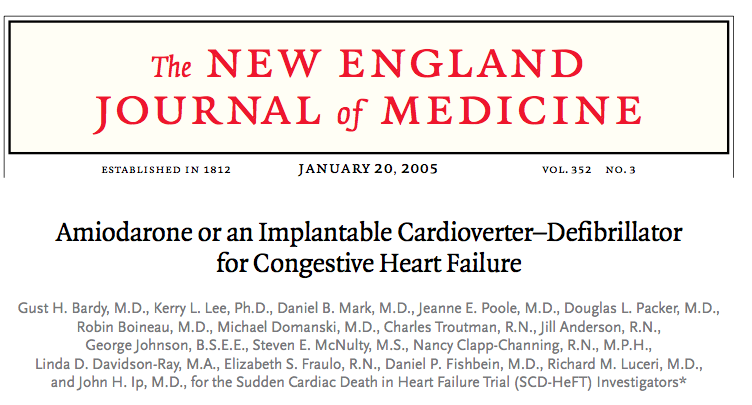 The NEW ENGLAND
JOURNAL of MEDICINE
ESTABLISHED IN 1812 JANUARY 20, 2005 VOL. 352 NO. 3
Amiodarone or an Implantable Cardioverter–Defibrillator
for Congestive Heart Failure
Gust H. Bardy, M.D., Kerry L. Lee, Ph.D., Daniel B. Mark, M.D., Jeanne E. Poole, M.D., Douglas L. Packer, M.D.,
Robin Boineau, M.D., Michael Domanski, M.D., Charles Troutman, R.N., Jill Anderson, R.N.,
George Johnson, B.S.E.E., Steven E. McNulty, M.S., Nancy Clapp-Channing, R.N., M.P.H.,
Linda D. Davidson-Ray, M.A., Elizabeth S. Fraulo, R.N., Daniel P. Fishbein, M.D., Richard M. Luceri, M.D.,
and John H. Ip, M.D., for the Sudden Cardiac Death in Heart Failure Trial (SCD-HeFT) Investigators*